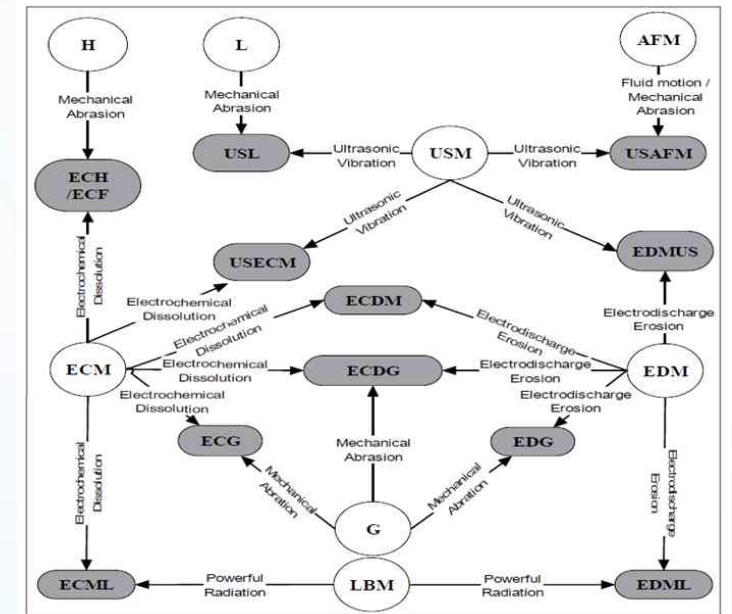 H
L
AFM
Mechanical
Abrasion
Mechanical
Abrasion
Fluid motion /
Mechanical
Abrasion
USL
Ultrasonic
Vibration
USM
Ultrasonic
Vibration
USAFM
ECH
/ECF
Ultrasonic
Vibration
Ultrasonic
Vibration
Electrochemical
Dissolution
USECM
EDMUS
Electrochemical
Dissolution
ECDM
Electrodischarge
Erosion
Electrochemical
Dissolution
Electrodischarge
Erosion
ECM
Electrochemical
Dissolution
ECDG
Electrodischarge
Erosion
EDM
Electrochemical
Dissolution
Electrodischarge
Erosion
ECG
Mechanical
Abrasion
EDG
Electrochemical
Dissolution
Mechanical
Abration
Mechanical
Abration
Electrodischarge
Erosion
G
ECML
Powerful
Radiation
LBM
Powerful
Radiation
EDML